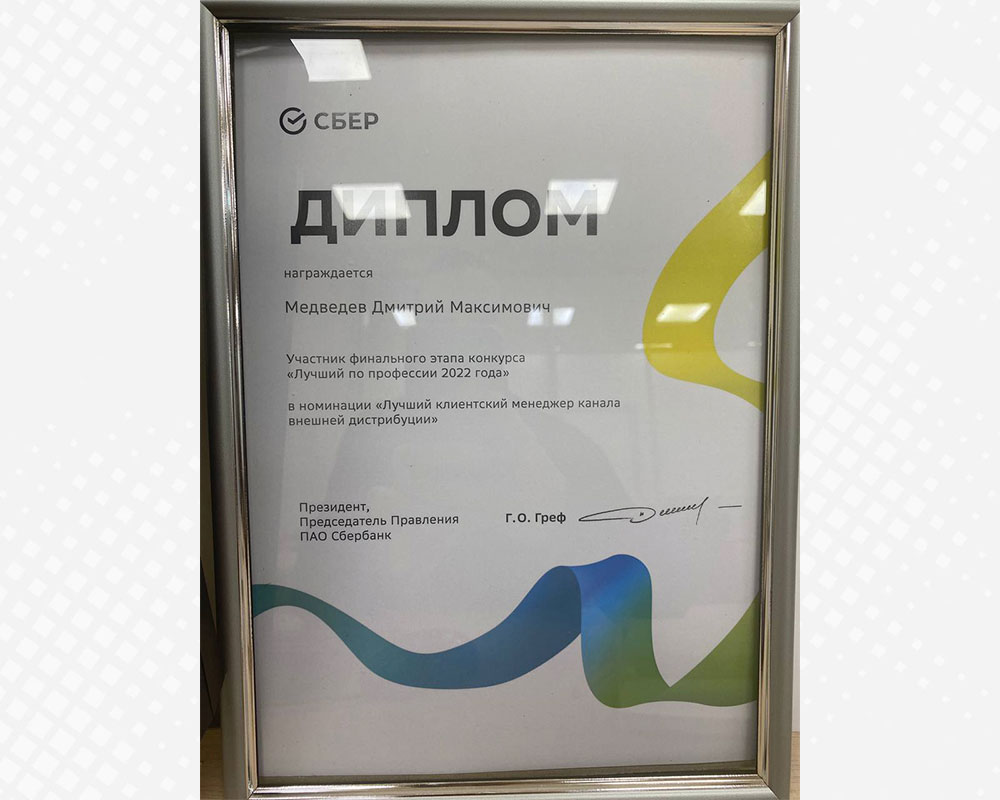 СБЕР
ДИПЛОМ
награждается
Медведев Дмитрий Максимович
Участник финального этапа конкурса
«Лучший по профессии 2022 года»
в номинации «Лучший клиентский менеджер канала
внешней дистрибуции»
Президент,
Председатель Правления
ПАО Сбербанк
Г.О. Греф